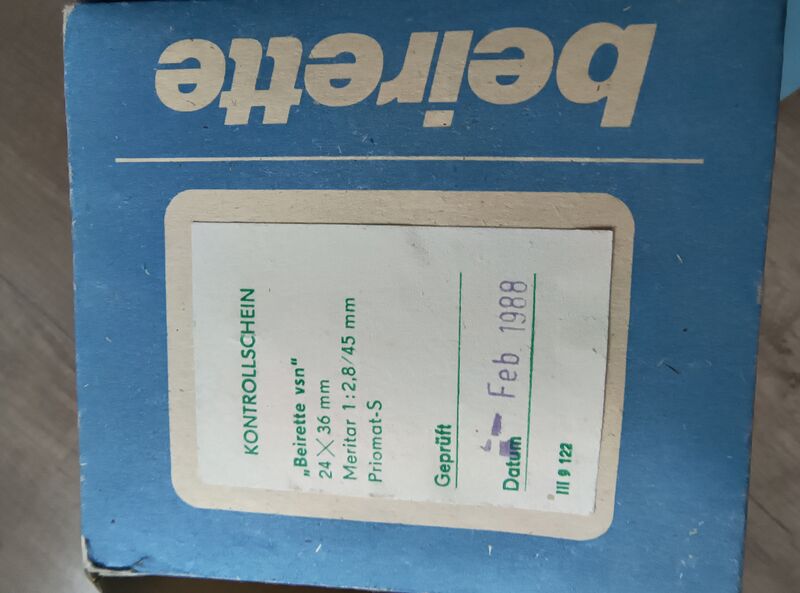 beirette
KONTROLLSCHEIN
„Beirette vsn“
24 × 36 mm
Meritar 1 : 2,8/45 mm
Priomat-S
Geprüft
Datum Feb 1988
III 9 122